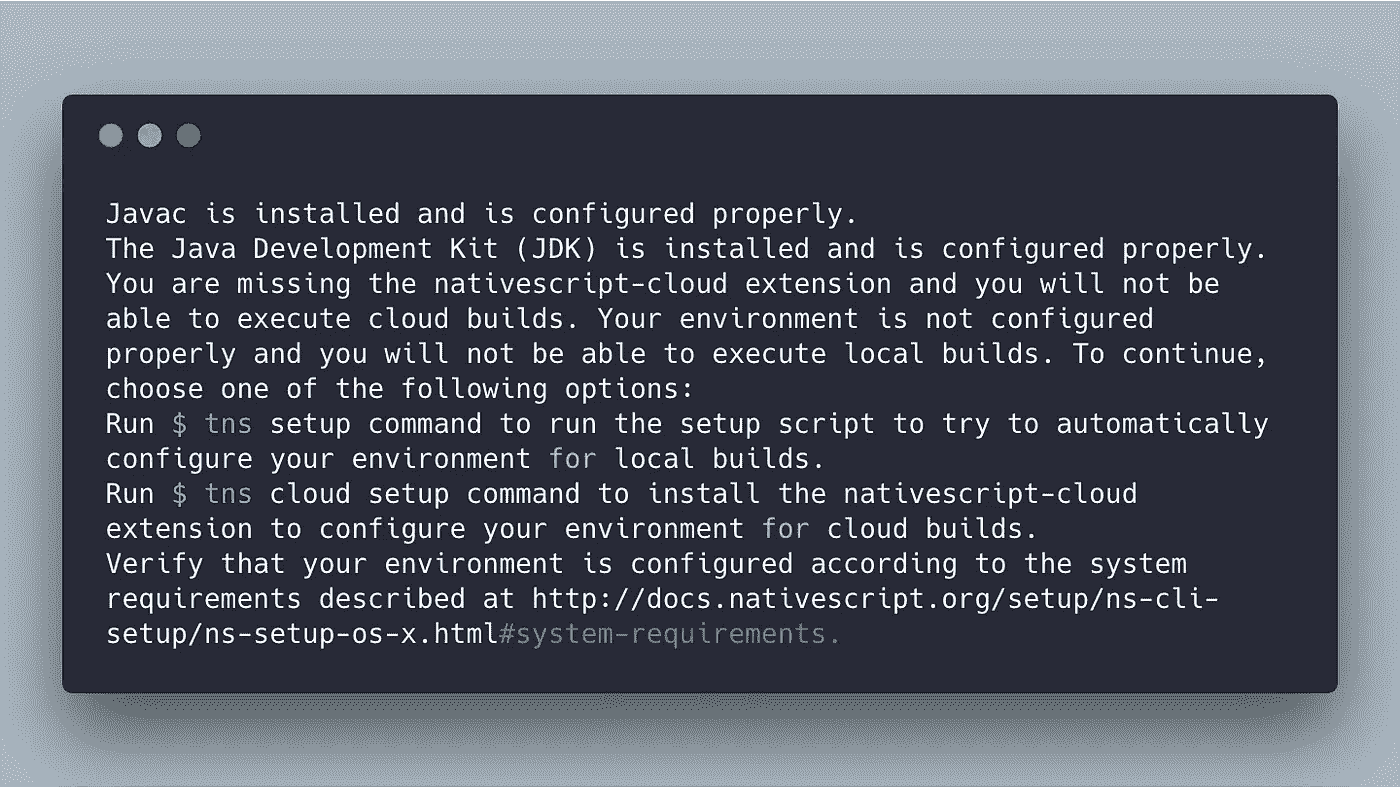 Javac is installed and is configured properly.
The Java Development Kit (JDK) is installed and is configured properly.
You are missing the nativescript-cloud extension and you will not be
able to execute cloud builds. Your environment is not configured
properly and you will not be able to execute local builds. To continue,
choose one of the following options:
Run $ tns setup command to run the setup script to try to automatically
configure your environment for local builds.
Run $ tns cloud setup command to install the nativescript-cloud
extension to configure your environment for cloud builds.
Verify that your environment is configured according to the system
requirements described at http://docs.nativescript.org/setup/ns-cli-
setup/ns-setup-os-x.html#system-requirements.